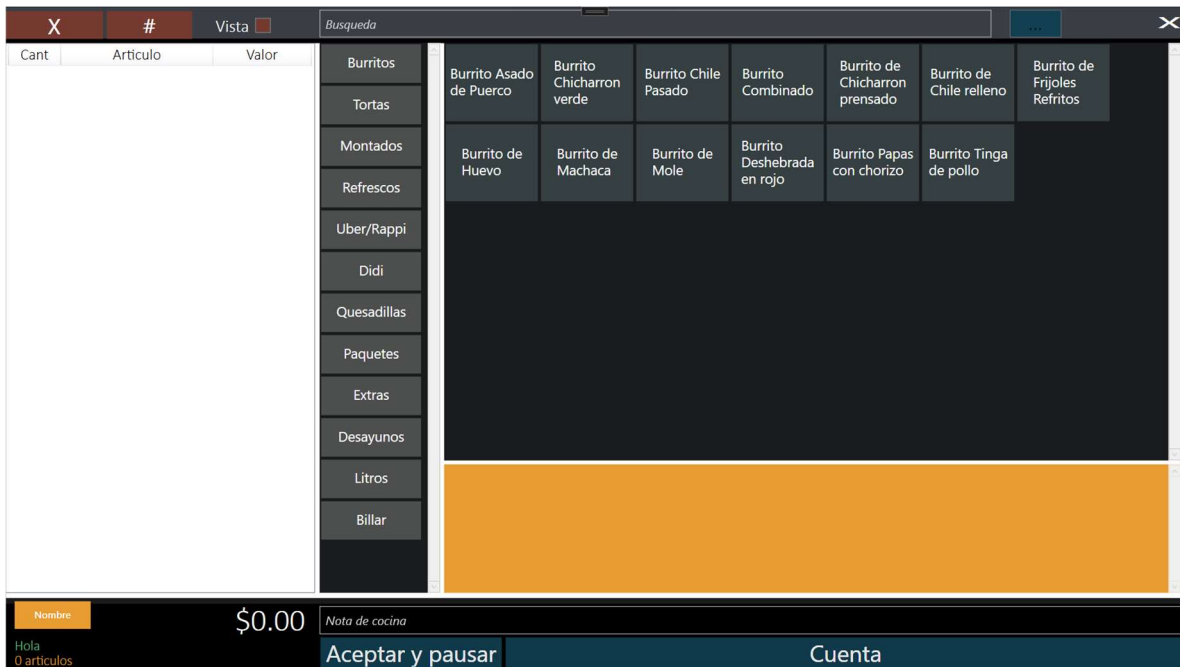 X # Vista Busqueda ... X
Cant Articulo Valor
Burritos
Tortas
Montados
Refrescos
Uber/Rappi
Didi
Quesadillas
Paquetes
Extras
Desayunos
Litros
Billar
Burrito Asado
de Puerco
Burrito
Chicharron
verde
Burrito Chile
Pasado
Burrito
Combinado
Burrito de
Chicharron
prensado
Burrito de
Chile relleno
Burrito de
Frijoles
Refritos
Burrito de
Huevo
Burrito de
Machaca
Burrito de
Mole
Burrito
Deshebrada
en rojo
Burrito Papas
con chorizo
Burrito Tinga
de pollo
Nombre
$0.00
Nota de cocina
Hola
0 articulos
Aceptar y pausar
Cuenta